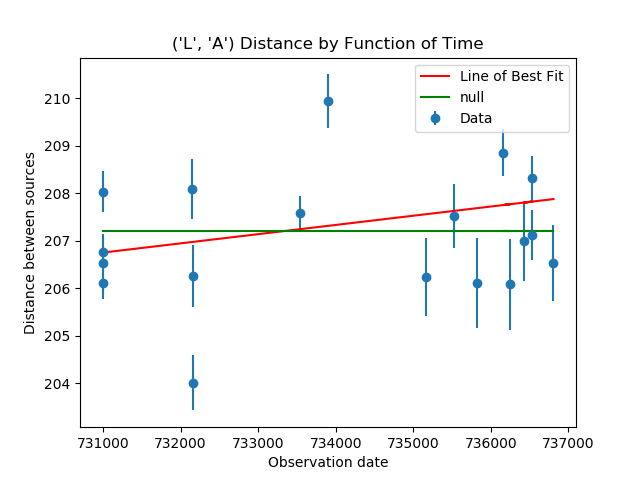 ('L', 'A') Distance by Function of Time
Line of Best Fit
null
Data
Distance between sources
210
209
208
207
206
205
204
731000 732000 733000 734000 735000 736000 737000
Observation date